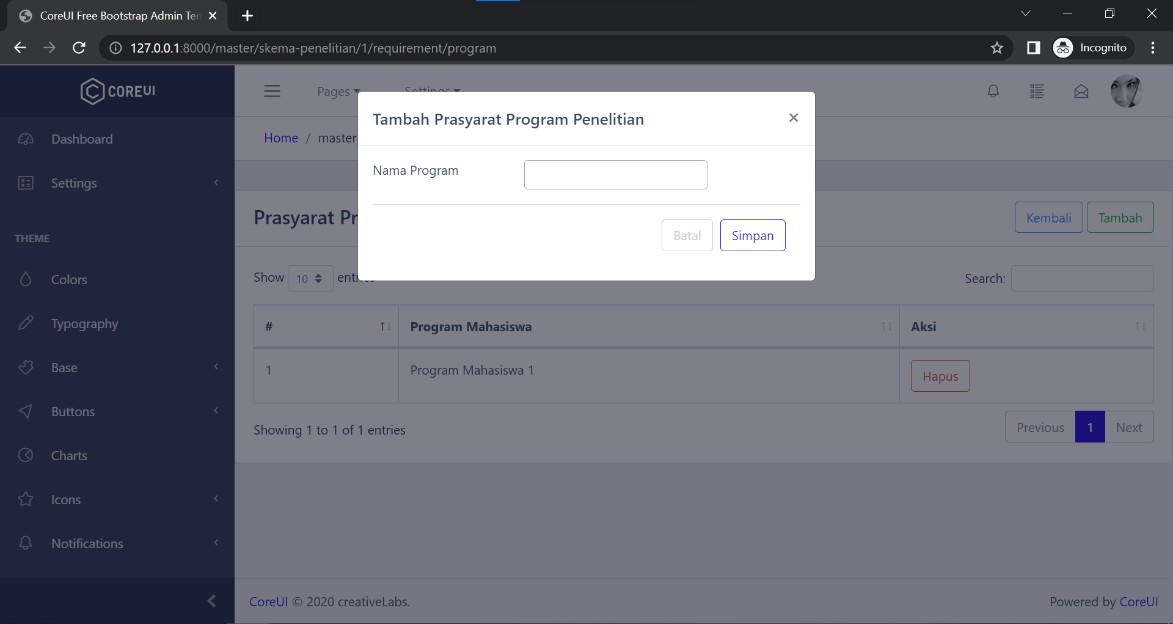 CoreUI Free Bootstrap Admin Ter
127.0.0.1:8000/master/skema-penelitian/1/requirement/program
Incognito
COREUI
Pages
Settings
Dashboard
Settings
THEME
Colors
Typography
Base
Buttons
Charts
Icons
Notifications
Home / master
Tambah Prasyarat Program Penelitian
×
Nama Program
Batal
Simpan
Prasyarat Pr
Kembali
Tambah
Show 10 entries
Search:
# Program Mahasiswa Aksi
1 Program Mahasiswa 1 Hapus
Showing 1 to 1 of 1 entries
Previous 1 Next
CoreUI © 2020 creativeLabs.
Powered by CoreUI